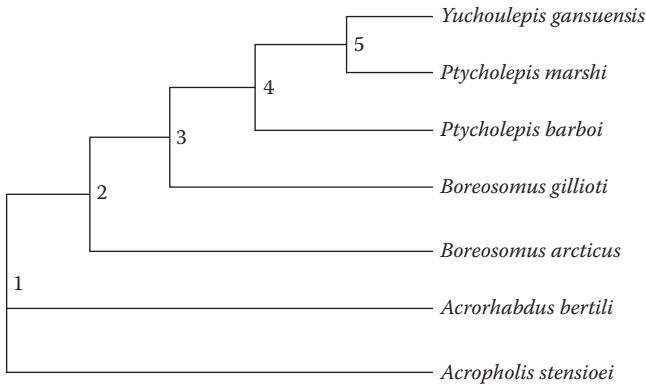 Yuchoulepis gansuensis
5
Ptycholepis marshi
4
Ptycholepis barboi
3
Boreosomus gillioti
2
Boreosomus arcticus
1
Acrorhabdus bertili
Acropholis stensioei